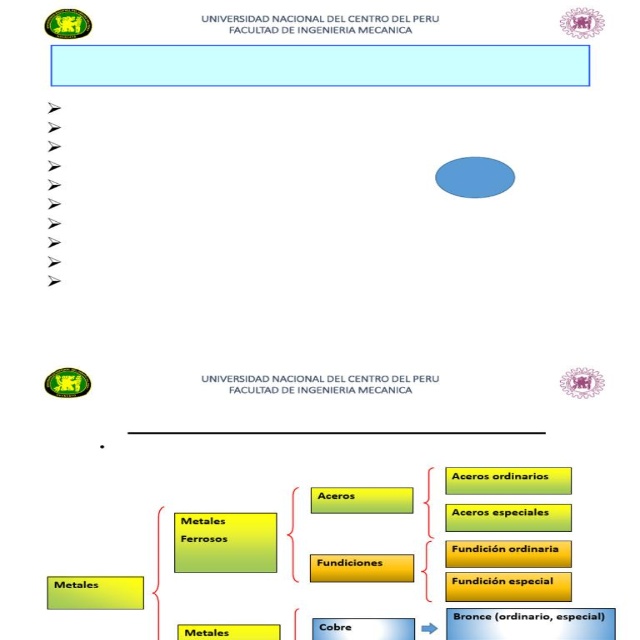 UNIVERSIDAD NACIONAL DEL CENTRO DEL PERU
FACULTAD DE INGENIERIA MECANICA
UNIVERSIDAD NACIONAL DEL CENTRO DEL PERU
FACULTAD DE INGENIERIA MECANICA
Aceros ordinarios
Aceros
Aceros especiales
Metales
Ferrosos
Fundición ordinaria
Fundiciones
Fundición especial
Metales
Bronce (ordinario, especial)
Cobre
Metales